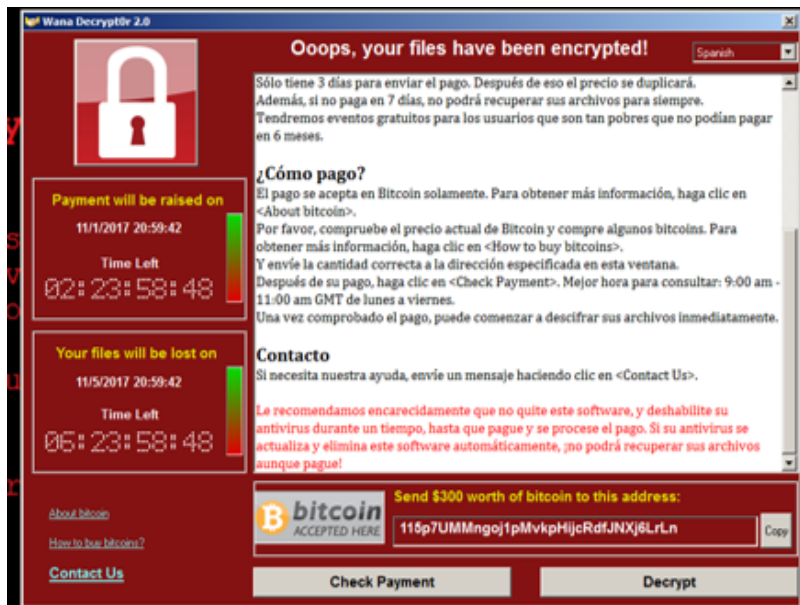 Wana Decrypt0r 2.0
Ooops, your files have been encrypted!
Spanish
Payment will be raised on
11/1/2017 20:59:42
Time Left
02:23:58:48
Your files will be lost on
11/5/2017 20:59:42
Time Left
06:23:58:48
About bitcoin
How to buy bitcoins?
Contact Us
Sólo tiene 3 días para enviar el pago. Después de eso el precio se duplicará.
Además, si no paga en 7 días, no podrá recuperar sus archivos para siempre.
Tendremos eventos gratuitos para los usuarios que son tan pobres que no podían pagar
en 6 meses.
¿Cómo pago?
El pago se acepta en Bitcoin solamente. Para obtener más información, haga clic en
<About bitcoin>.
Por favor, compruebe el precio actual de Bitcoin y compre algunos bitcoins. Para
obtener más información, haga clic en <How to buy bitcoins>.
Y envíe la cantidad correcta a la dirección especificada en esta ventana.
Después de su pago, haga clic en <Check Payment>. Mejor hora para consultar: 9:00 am -
11:00 am GMT de lunes a viernes.
Una vez comprobado el pago, puede comenzar a descifrar sus archivos inmediatamente.
Contacto
Si necesita nuestra ayuda, envíe un mensaje haciendo clic en <Contact Us>.
Le recomendamos encarecidamente que no quite este software, y deshabilite su
antivirus durante un tiempo, hasta que pague y se procese el pago. Si su antivirus se
actualiza y elimina este software automáticamente, ¡no podrá recuperar sus archivos
aunque pague!
bitcoin
ACCEPTED HERE
Send $300 worth of bitcoin to this address:
115p7UMMngoj1pMvkpHijcRdfJNXj6LrLn
Copy
Check Payment
Decrypt